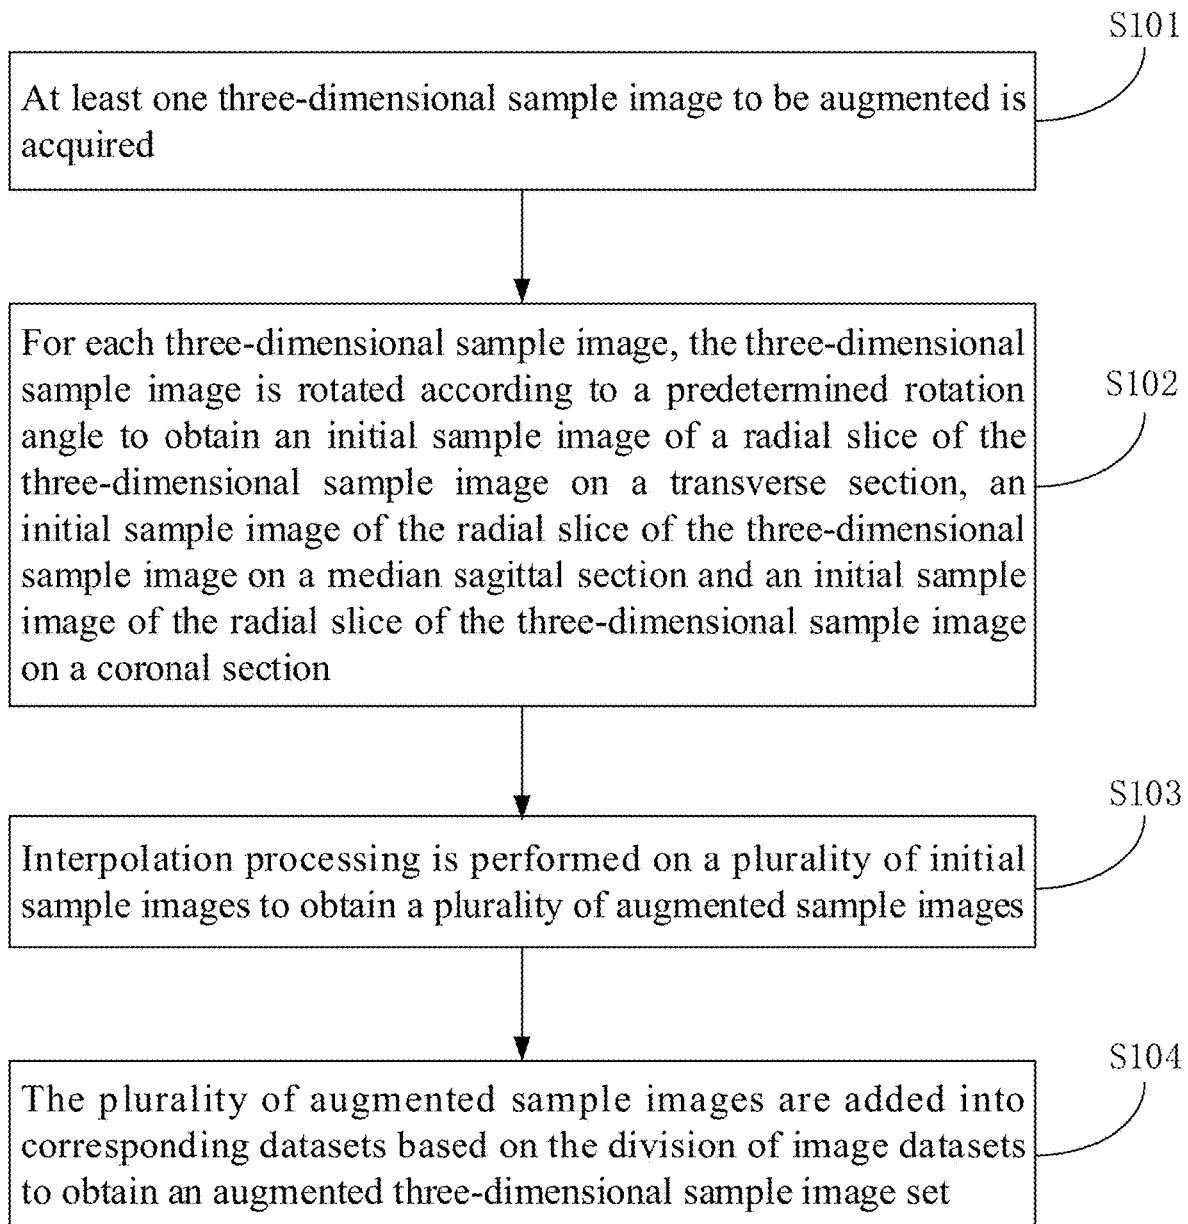 S101
At least one three-dimensional sample image to be augmented is
acquired
For each three-dimensional sample image, the three-dimensional
sample image is rotated according to a predetermined rotation
angle to obtain an initial sample image of a radial slice of the
three-dimensional sample image on a transverse section, an
initial sample image of the radial slice of the three-dimensional
sample image on a median sagittal section and an initial sample
image of the radial slice of the three-dimensional sample image
on a coronal section
S102
S103
Interpolation processing is performed on a plurality of initial
sample images to obtain a plurality of augmented sample images
S104
The plurality of augmented sample images are added into
corresponding datasets based on the division of image datasets
to obtain an augmented three-dimensional sample image set